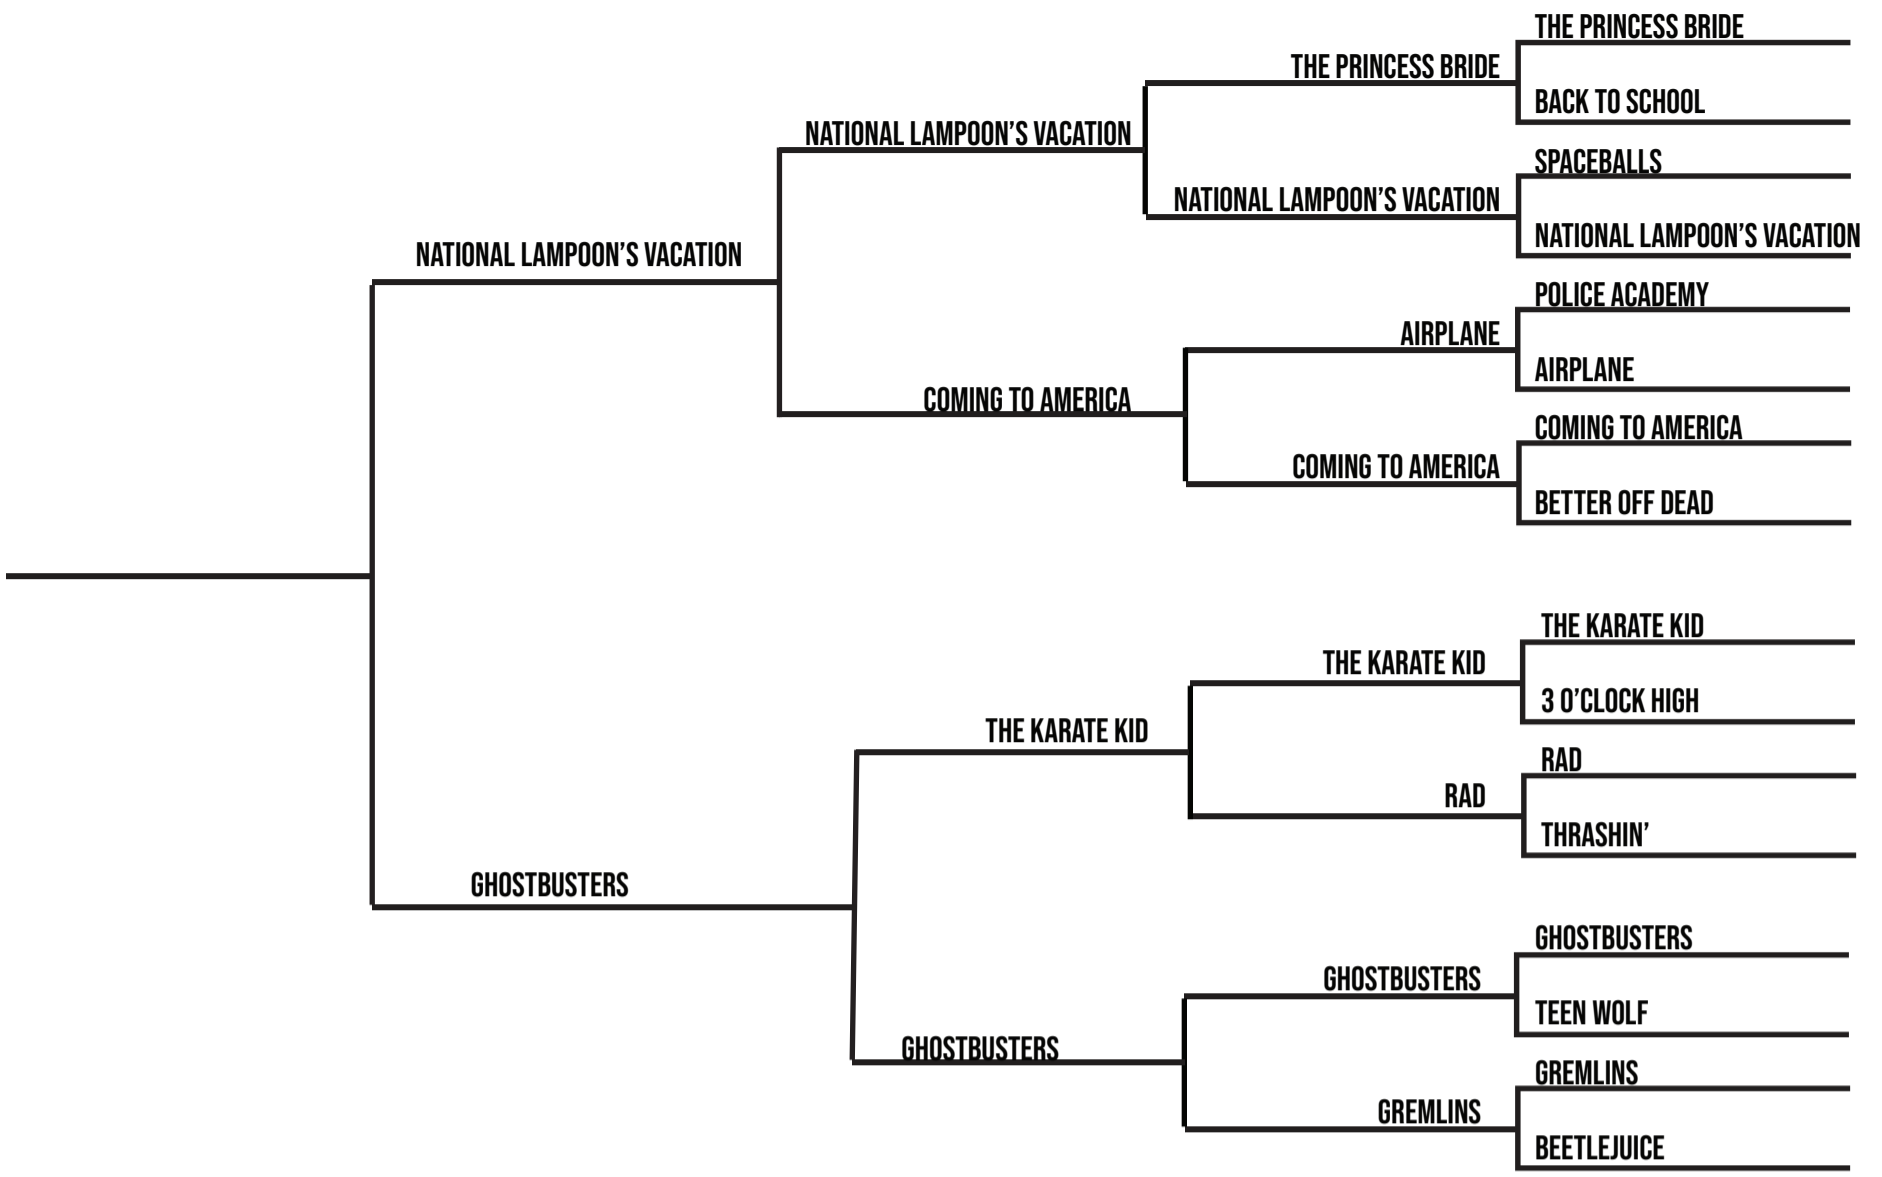 THE PRINCESS BRIDE
THE PRINCESS BRIDE
BACK TO SCHOOL
NATIONAL LAMPOON’S VACATION
SPACEBALLS
NATIONAL LAMPOON’S VACATION
NATIONAL LAMPOON’S VACATION
NATIONAL LAMPOON’S VACATION
POLICE ACADEMY
AIRPLANE
AIRPLANE
COMING TO AMERICA
COMING TO AMERICA
COMING TO AMERICA
BETTER OFF DEAD
THE KARATE KID
THE KARATE KID
3 O’CLOCK HIGH
THE KARATE KID
RAD
RAD
THRASHIN’
GHOSTBUSTERS
GHOSTBUSTERS
GHOSTBUSTERS
TEEN WOLF
GHOSTBUSTERS
GREMLINS
GREMLINS
BEETLEJUICE